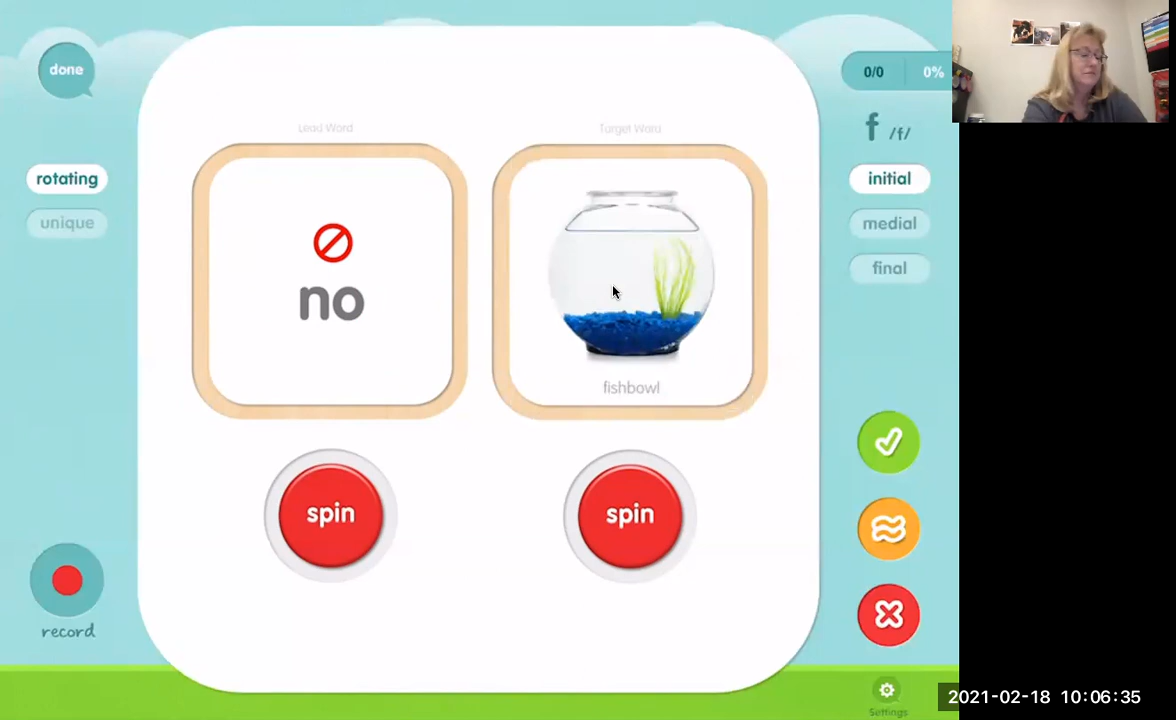 done
0/0 0%
Lead Word
Target Word
f /f/
rotating
initial
unique
medial
no
final
fishbowl
spin
spin
record
Settings
2021-02-18 10:06:35